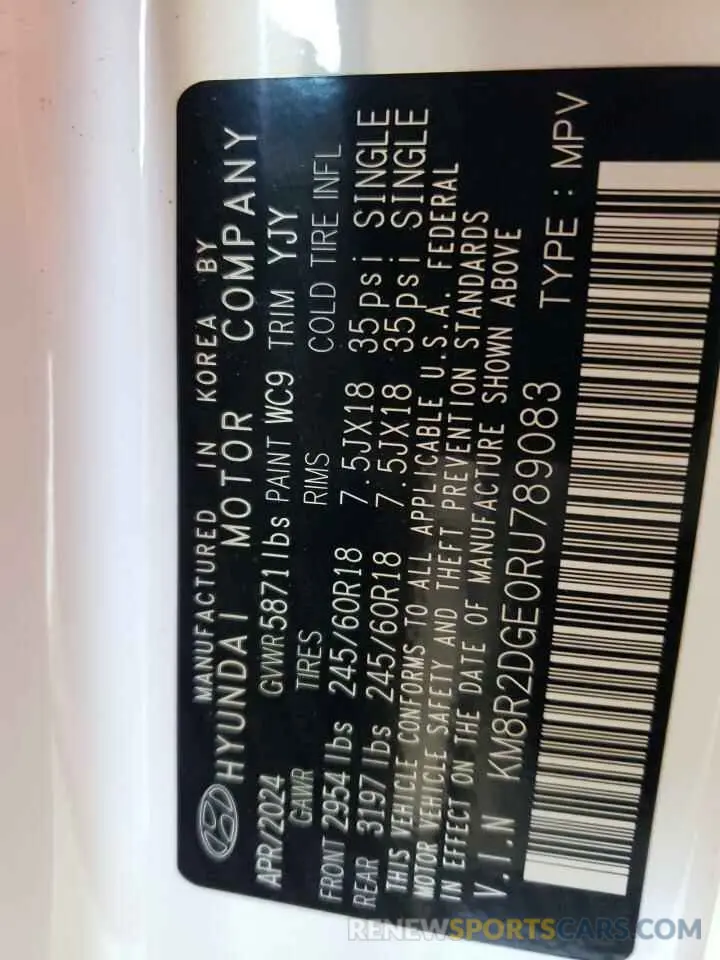 MANUFACTURED IN KOREA BY
HYUNDAI MOTOR COMPANY
APR/2024 GVWR 5871 lbs PAINT WC9 TRIM YJY
GAWR TIRES RIMS COLD TIRE INFL
FRONT 2954 lbs 245/60R18 7.5JX18 35psi SINGLE
REAR 3197 lbs 245/60R18 7.5JX18 35psi SINGLE
THIS VEHICLE CONFORMS TO ALL APPLICABLE U.S.A. FEDERAL
MOTOR VEHICLE SAFETY AND THEFT PREVENTION STANDARDS
IN EFFECT ON THE DATE OF MANUFACTURE SHOWN ABOVE
V.I.N KM8R2DGE0RU789083 TYPE : MPV
RENEWSPORTSCARS.COM